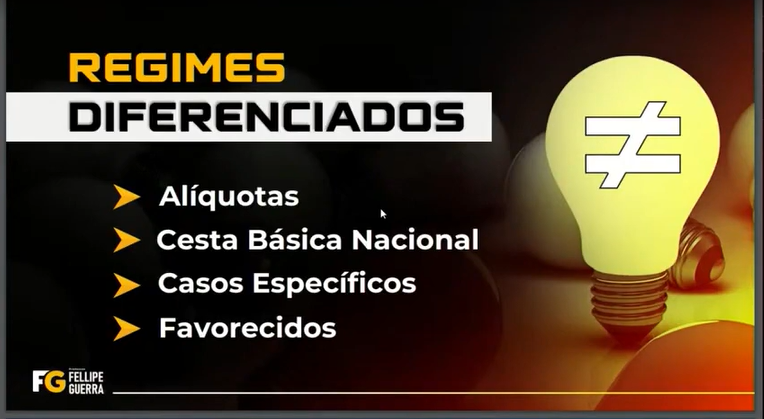 REGIMES
DIFERENCIADOS
Alíquotas
Cesta Básica Nacional
Casos Específicos
Favorecidos
≠
FG FELLIPE
GUERRA